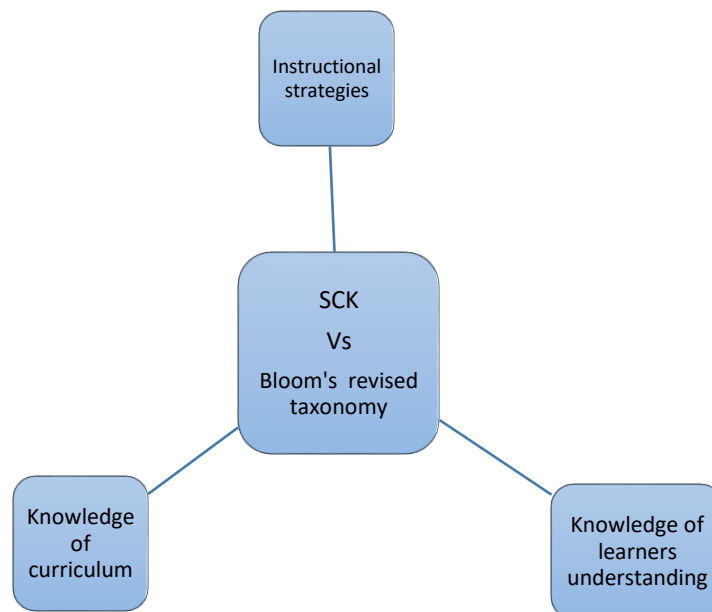 Instructional
strategies
SCK
Vs
Bloom's revised
taxonomy
Knowledge
of
curriculum
Knowledge of
learners
understanding